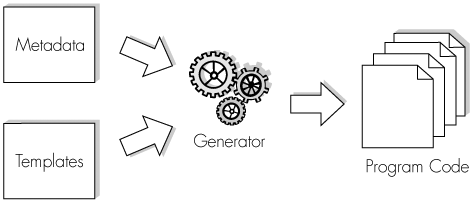 Metadata
Templates
Generator
Program Code